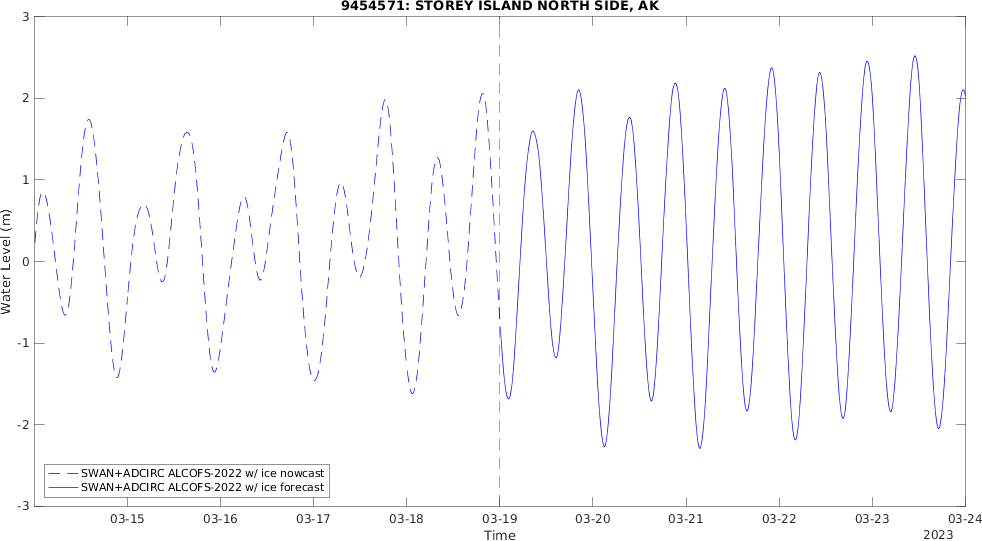 9454571: STOREY ISLAND NORTH SIDE, AK
3
2
1
0
-1
-2
-3
Water Level (m)
SWAN+ADCIRC ALCOFS-2022 w/ ice nowcast
SWAN+ADCIRC ALCOFS-2022 w/ ice forecast
03-15 03-16 03-17 03-18 03-19 03-20 03-21 03-22 03-23 03-24
Time
2023